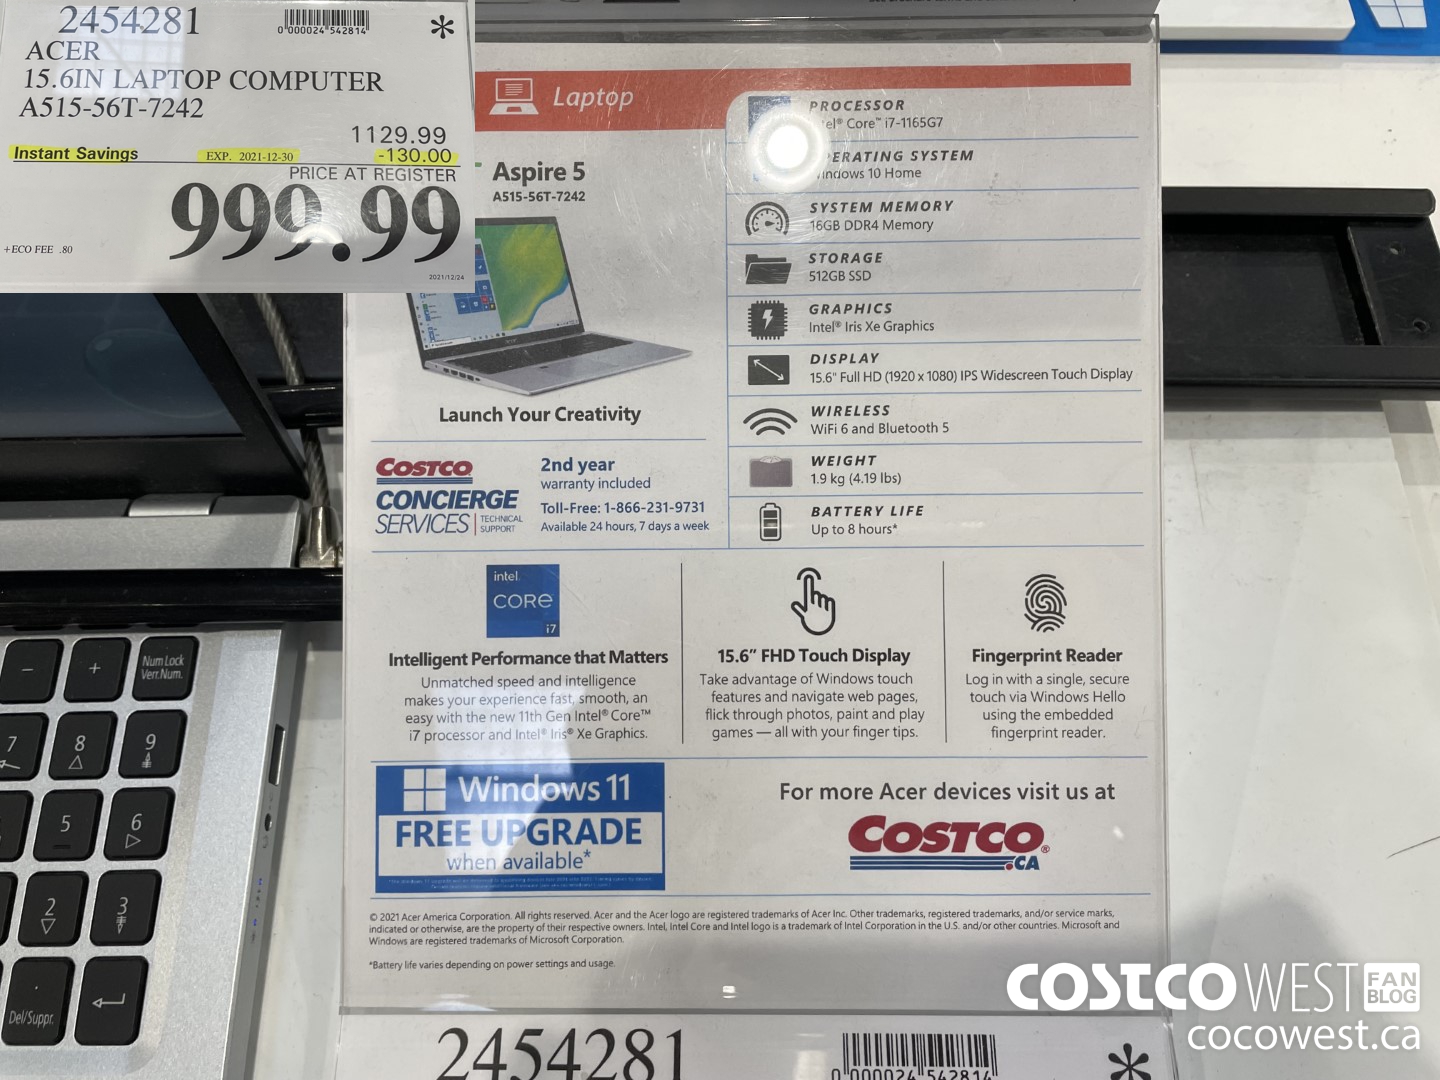 2454281
0 000024 542814
*
ACER
15.6IN LAPTOP COMPUTER
A515-56T-7242
1129.99
Instant Savings EXP. 2021-12-30 -130.00
PRICE AT REGISTER
999.99
+ECO FEE .80
2021/12/24
Laptop
Aspire 5
A515-56T-7242
acer
Launch Your Creativity
COSTCO
CONCIERGE
SERVICES
TECHNICAL
SUPPORT
2nd year
warranty included
Toll-Free: 1-866-231-9731
Available 24 hours, 7 days a week
PROCESSOR
tel® Core™ i7-1165G7
PERATING SYSTEM
indows 10 Home
SYSTEM MEMORY
16GB DDR4 Memory
STORAGE
512GB SSD
GRAPHICS
Intel® Iris Xe Graphics
DISPLAY
15.6" Full HD (1920 x 1080) IPS Widescreen Touch Display
WIRELESS
WiFi 6 and Bluetooth 5
WEIGHT
1.9 kg (4.19 lbs)
BATTERY LIFE
Up to 8 hours*
intel.
CORE
i7
Intelligent Performance that Matters
Unmatched speed and intelligence
makes your experience fast, smooth, an
easy with the new 11th Gen Intel® Core™
i7 processor and Intel® Iris® Xe Graphics.
15.6" FHD Touch Display
Take advantage of Windows touch
features and navigate web pages,
flick through photos, paint and play
games — all with your finger tips.
Fingerprint Reader
Log in with a single, secure
touch via Windows Hello
using the embedded
fingerprint reader.
Windows 11
FREE UPGRADE
when available*
For more Acer devices visit us at
COSTCO®
.CA
© 2021 Acer America Corporation. All rights reserved. Acer and the Acer logo are registered trademarks of Acer Inc. Other trademarks, registered trademarks, and/or service marks,
indicated or otherwise, are the property of their respective owners. Intel, Intel Core and Intel logo is a trademark of Intel Corporation in the U.S. and/or other countries. Microsoft and
Windows are registered trademarks of Microsoft Corporation.
*Battery life varies depending on power settings and usage.
2454281
0 000024 542814
*
- + Num Lock
Verr.Num.
7 8 9
5 6
2 3
.
Del/Suppr.
COSTCO WEST FAN
BLOG
cocowest.ca